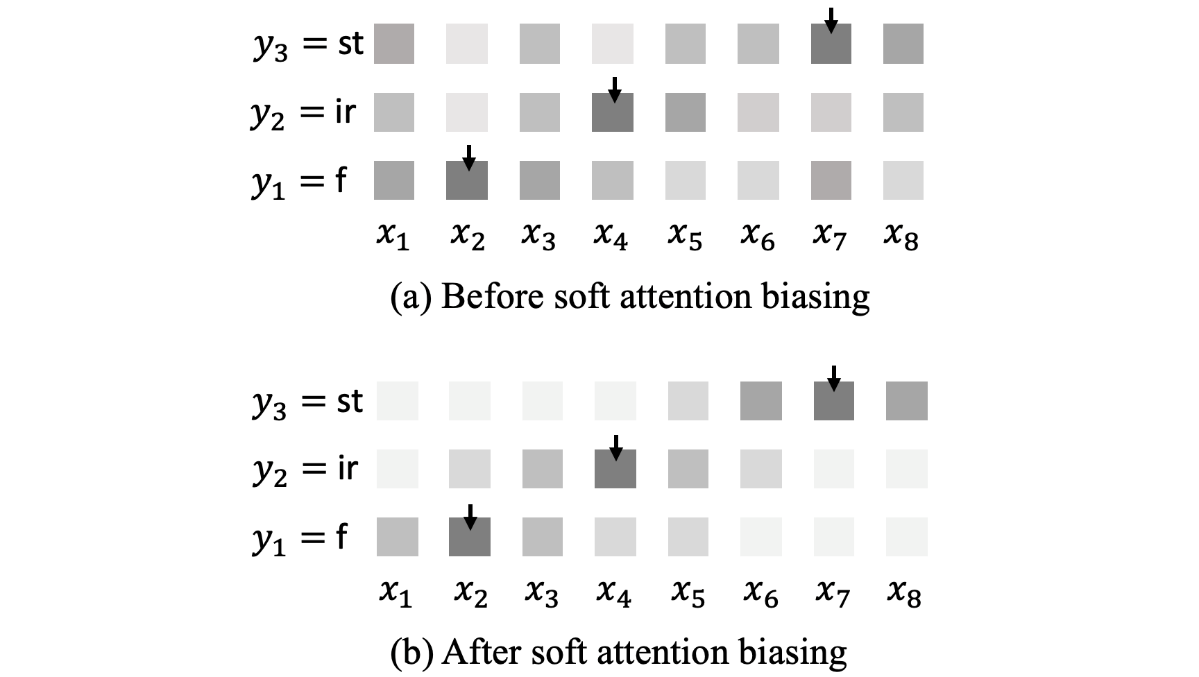 y₃ = st
y₂ = ir
y₁ = f
x₁ x₂ x₃ x₄ x₅ x₆ x₇ x₈
(a) Before soft attention biasing
y₃ = st
y₂ = ir
y₁ = f
x₁ x₂ x₃ x₄ x₅ x₆ x₇ x₈
(b) After soft attention biasing